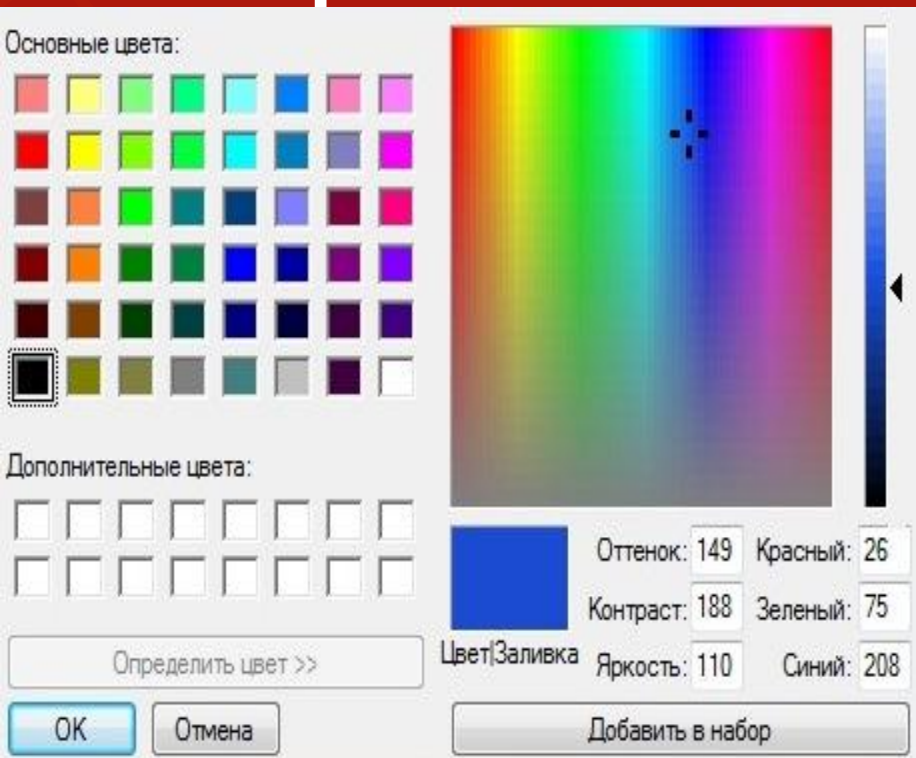 Основные цвета:
Дополнительные цвета:
Определить цвет >>
OK
Отмена
Цвет|Заливка
Оттенок: 149
Контраст: 188
Яркость: 110
Красный: 26
Зеленый: 75
Синий: 208
Добавить в набор